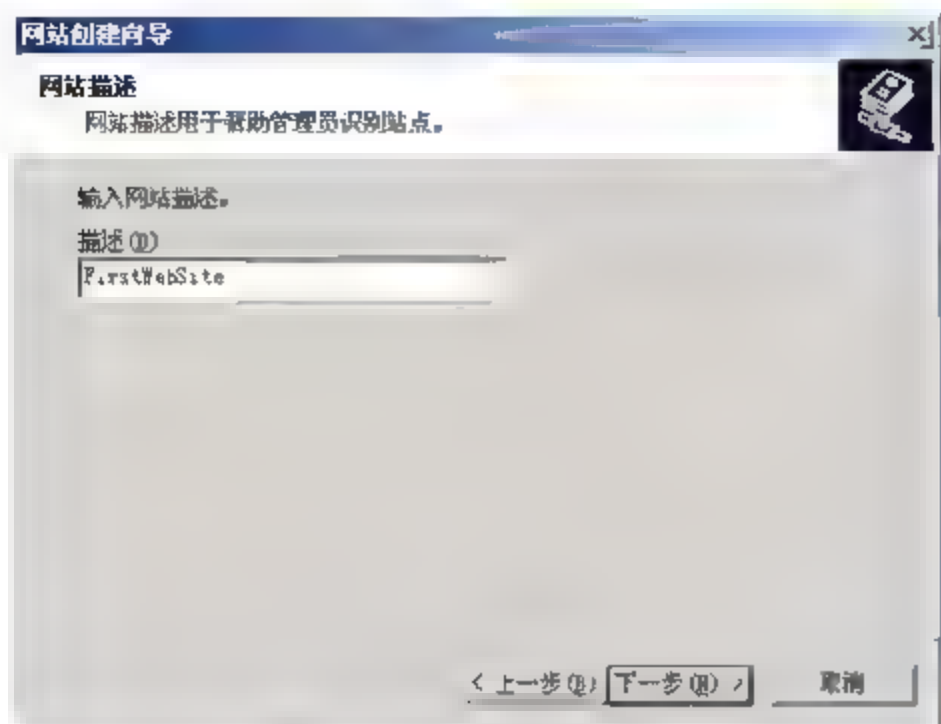 网站创建向导
网站描述
网站描述用于帮助管理员识别站点。
输入网站描述。
描述(D)
FirstWebSite
< 上一步(B) 下一步(N) > 取消